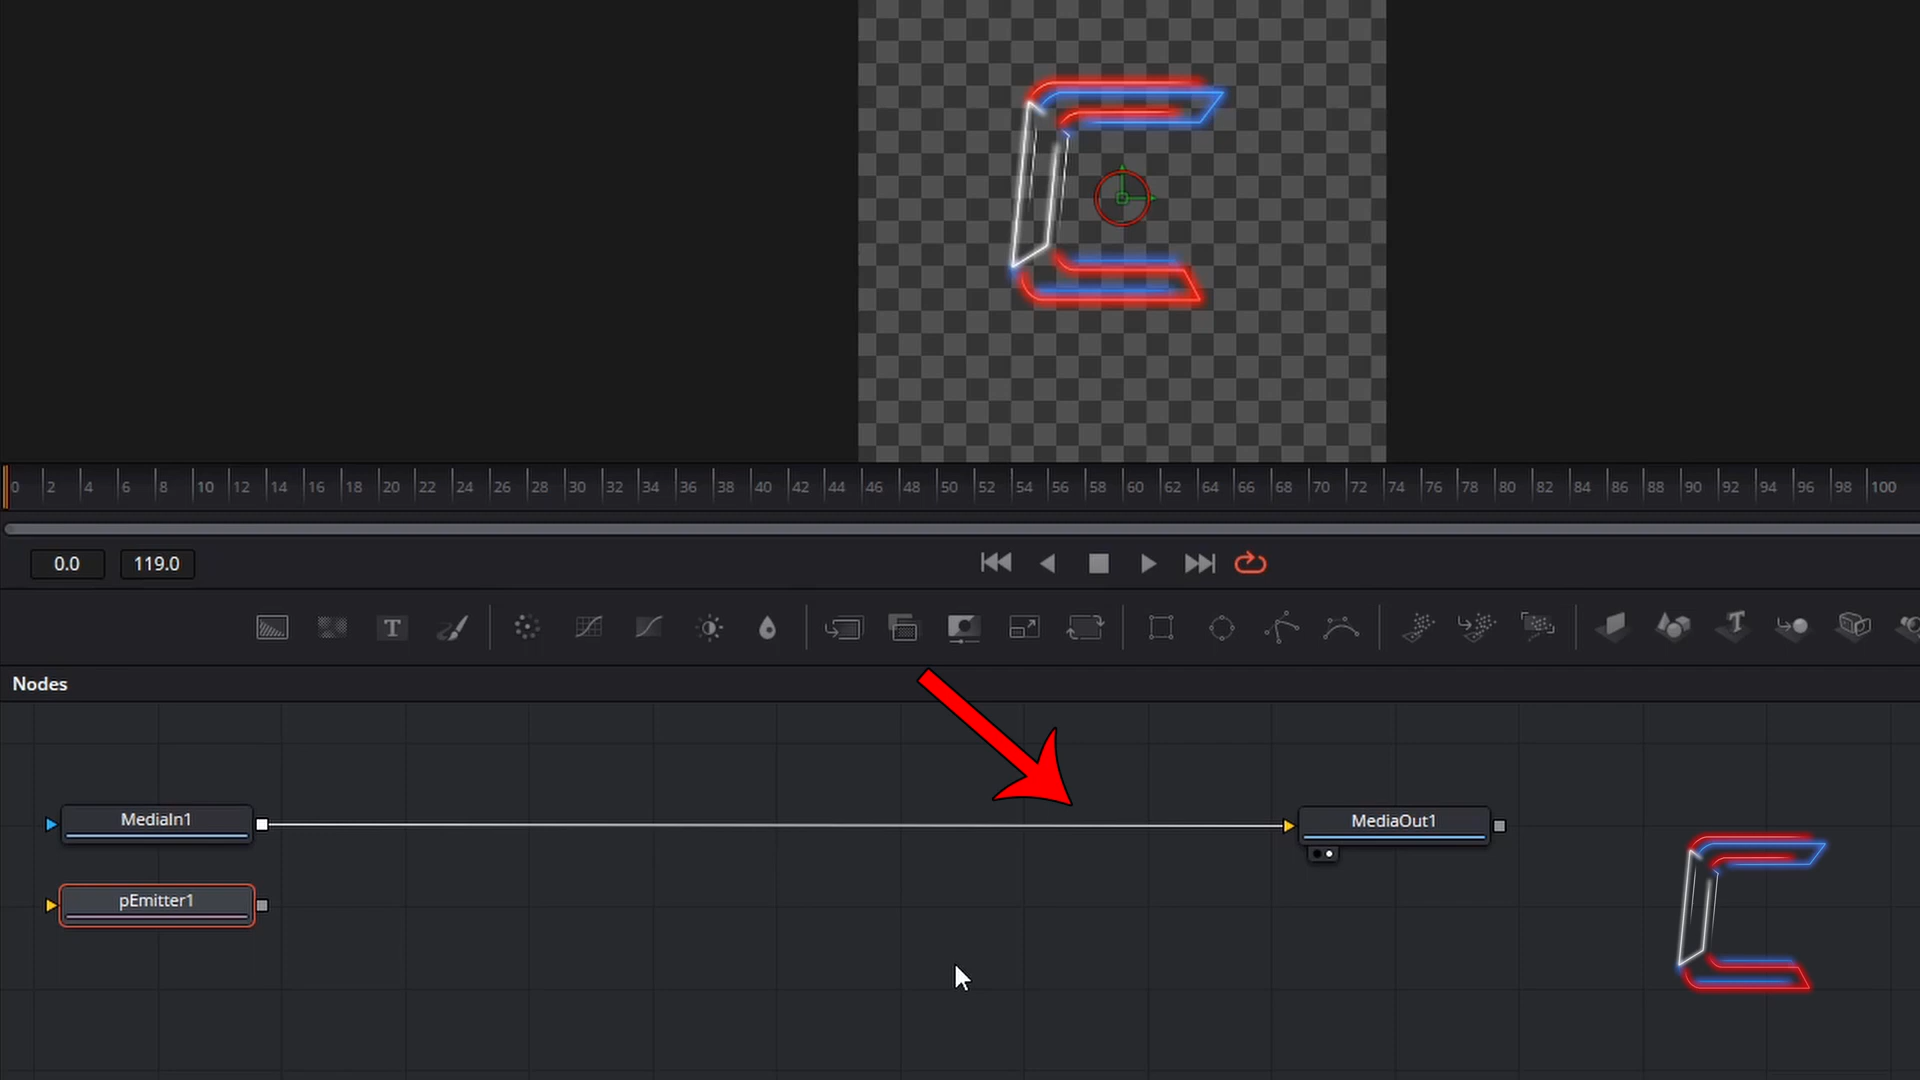 0 2 4 6 8 10 12 14 16 18 20 22 24 26 28 30 32 34 36 38 40 42 44 46 48 50 52 54 56 58 60 62 64 66 68 70 72 74 76 78 80 82 84 86 88 90 92 94 96 98 100
0.0 119.0
T
Nodes
MediaIn1 MediaOut1
pEmitter1